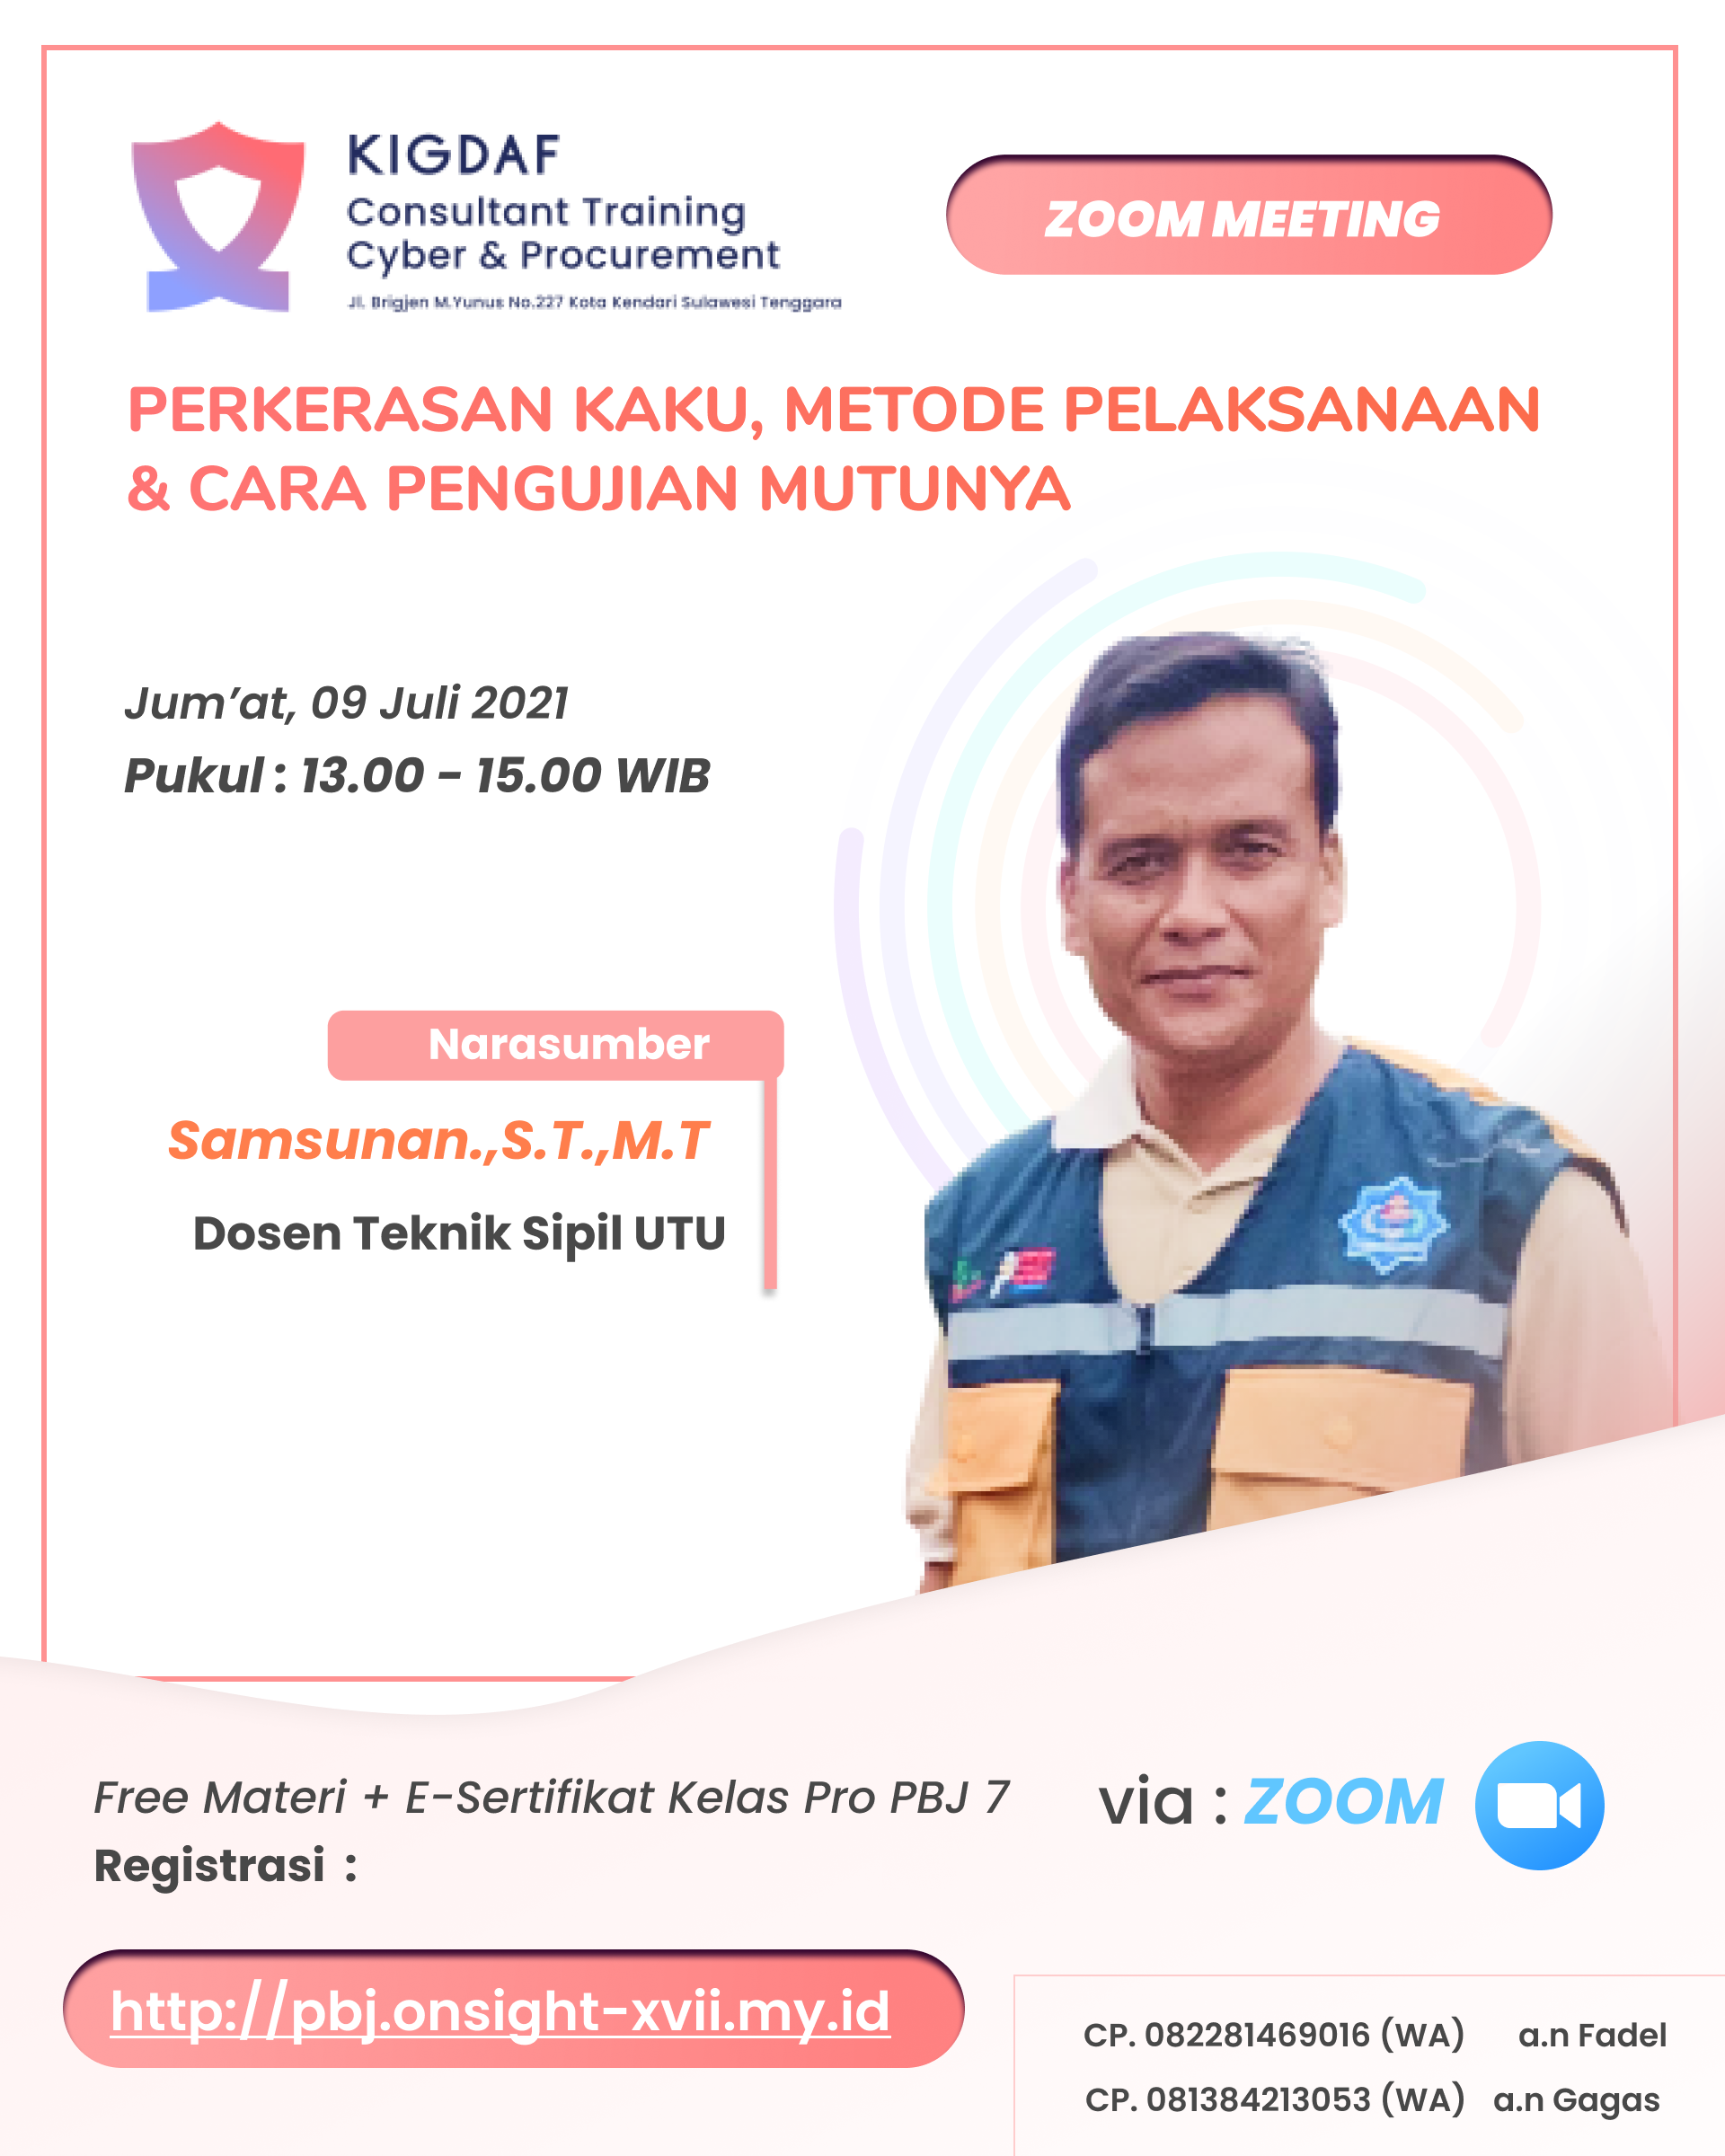 KIGDAF
Consultant Training
Cyber & Procurement
Jl. Brigjen M.Yunus No.227 Kota Kendari Sulawesi Tenggara
ZOOM MEETING
PERKERASAN KAKU, METODE PELAKSANAAN
& CARA PENGUJIAN MUTUNYA
Jum’at, 09 Juli 2021
Pukul : 13.00 - 15.00 WIB
Narasumber
Samsunan.,S.T.,M.T
Dosen Teknik Sipil UTU
Free Materi + E-Sertifikat Kelas Pro PBJ 7
Registrasi :
via : ZOOM
http://pbj.onsight-xvii.my.id
CP. 082281469016 (WA) a.n Fadel
CP. 081384213053 (WA) a.n Gagas